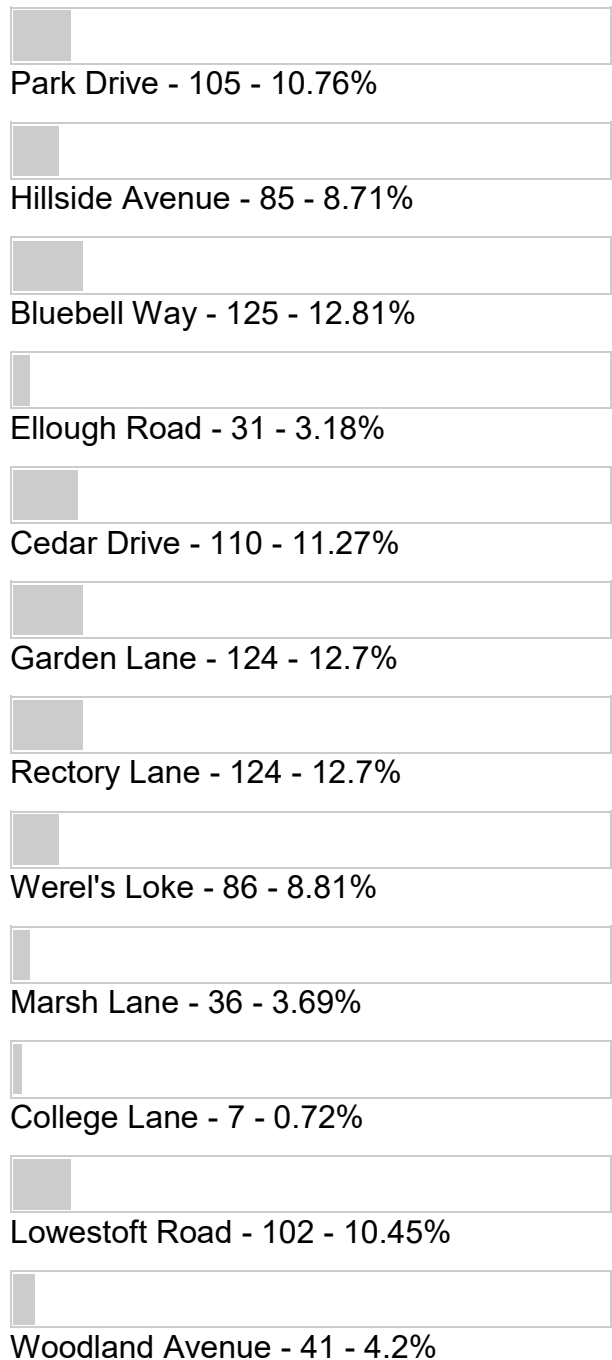 Park Drive - 105 - 10.76%
Hillside Avenue - 85 - 8.71%
Bluebell Way - 125 - 12.81%
Ellough Road - 31 - 3.18%
Cedar Drive - 110 - 11.27%
Garden Lane - 124 - 12.7%
Rectory Lane - 124 - 12.7%
Werel's Loke - 86 - 8.81%
Marsh Lane - 36 - 3.69%
College Lane - 7 - 0.72%
Lowestoft Road - 102 - 10.45%
Woodland Avenue - 41 - 4.2%